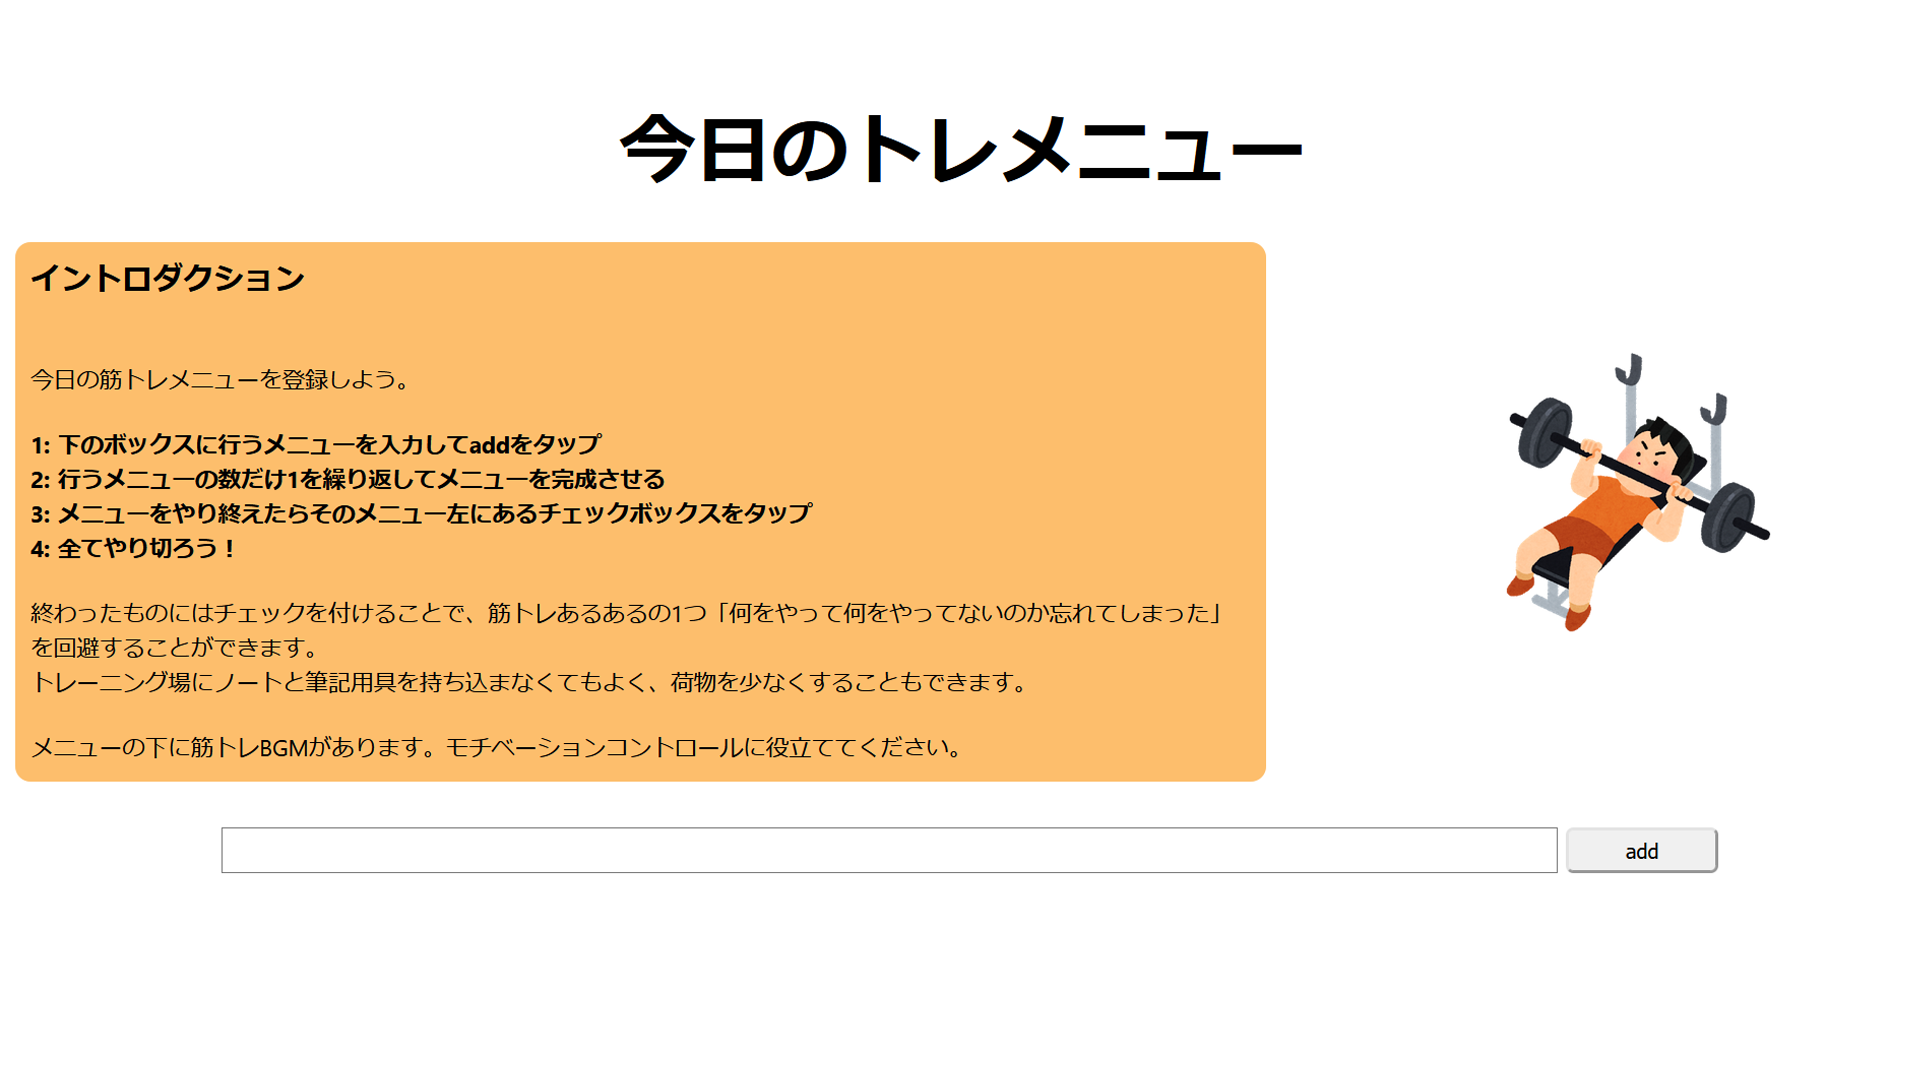 今日のトレメニュー
イントロダクション
今日の筋トレメニューを登録しよう。
1: 下のボックスに行うメニューを入力してaddをタップ
2: 行うメニューの数だけ1を繰り返してメニューを完成させる
3: メニューをやり終えたらそのメニュー左にあるチェックボックスをタップ
4: 全てやり切ろう！
終わったものにはチェックを付けることで、筋トレあるあるの1つ「何をやって何をやってないのか忘れてしまった」
を回避することができます。
トレーニング場にノートと筆記用具を持ち込まなくてもよく、荷物を少なくすることもできます。
メニューの下に筋トレBGMがあります。モチベーションコントロールに役立ててください。
add